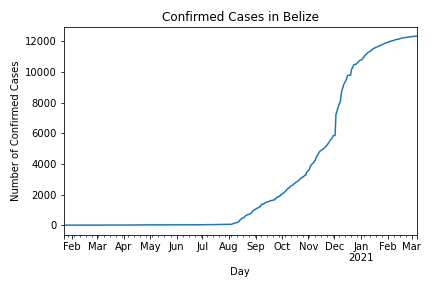 Confirmed Cases in Belize
Number of Confirmed Cases
12000
10000
8000
6000
4000
2000
0
Feb Mar Apr May Jun Jul Aug Sep Oct Nov Dec Jan Feb Mar
2021
Day